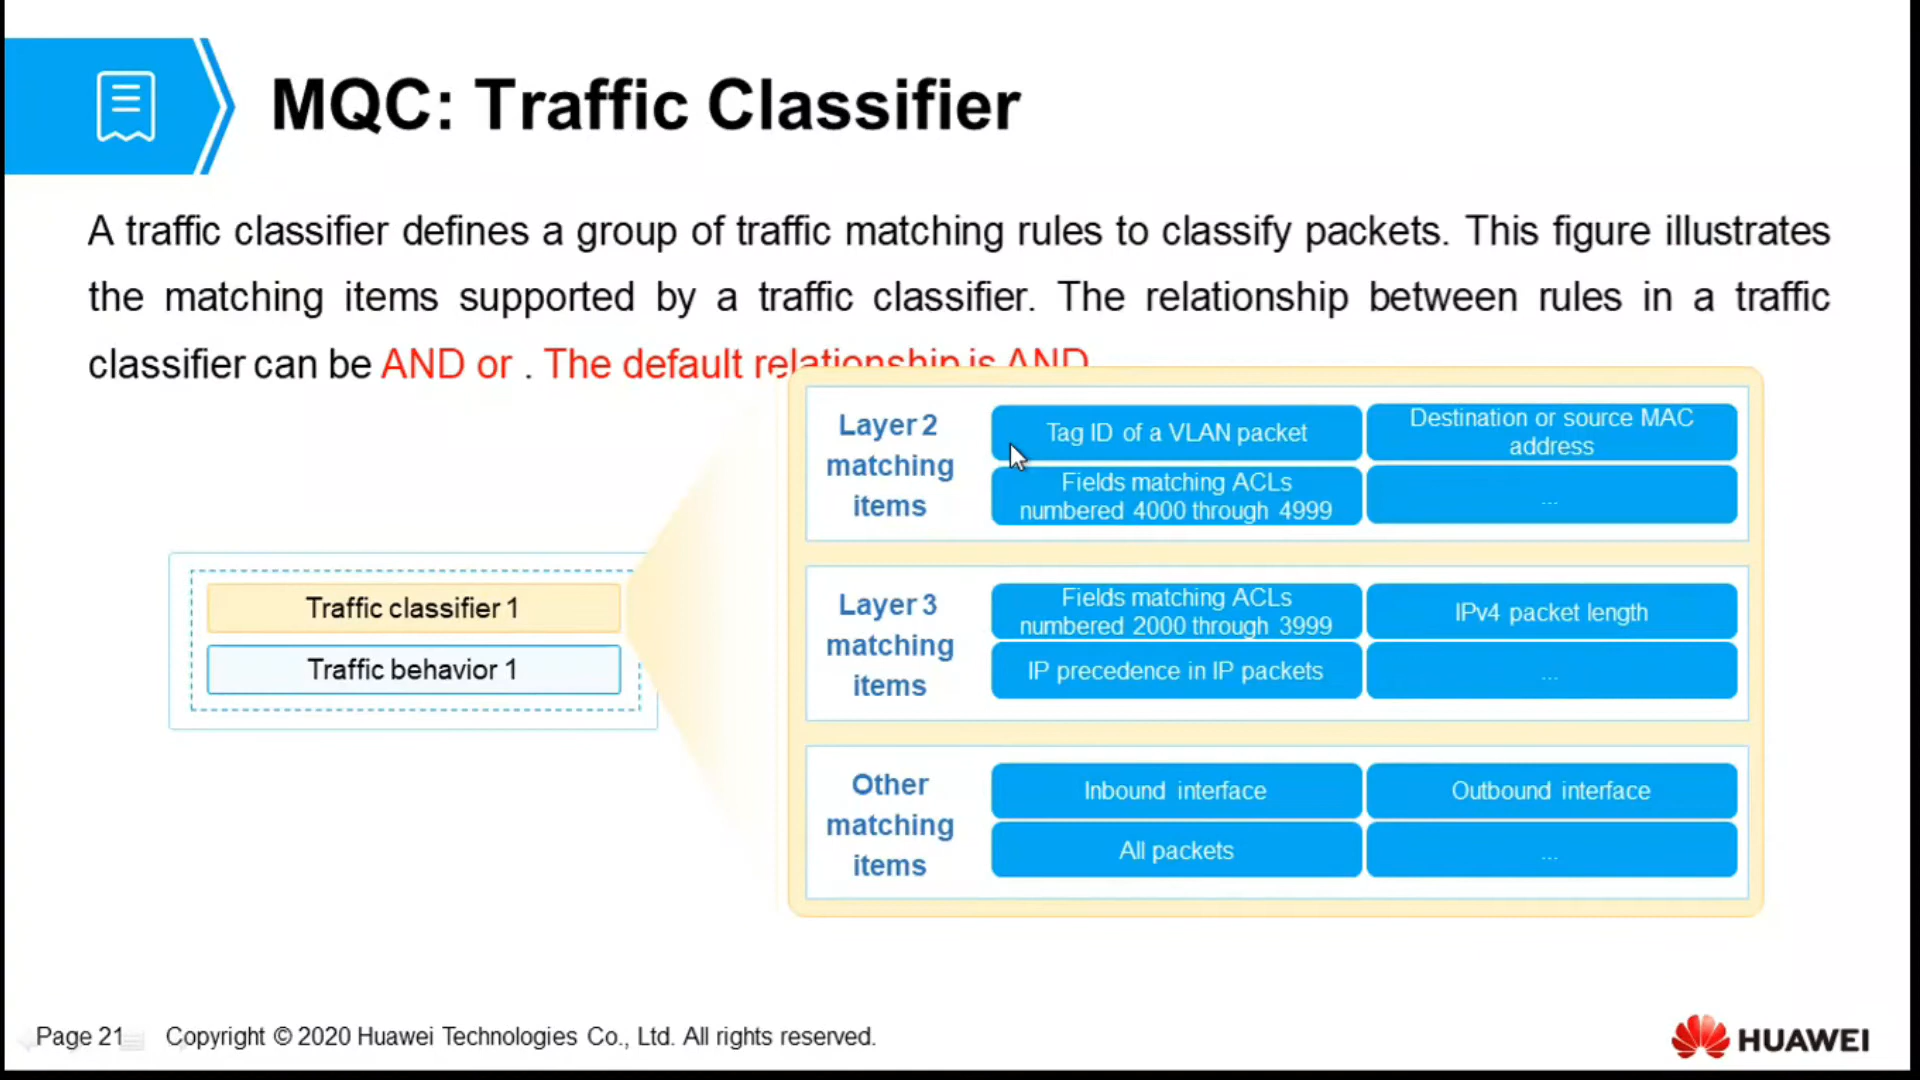 MQC: Traffic Classifier
A traffic classifier defines a group of traffic matching rules to classify packets. This figure illustrates
the matching items supported by a traffic classifier. The relationship between rules in a traffic
classifier can be AND or . The default relationship is AND
Layer 2
matching
items
Tag ID of a VLAN packet
Destination or source MAC
address
Fields matching ACLs
numbered 4000 through 4999
...
Traffic classifier 1
Traffic behavior 1
Layer 3
matching
items
Fields matching ACLs
numbered 2000 through 3999
IPv4 packet length
IP precedence in IP packets
...
Other
matching
items
Inbound interface
Outbound interface
All packets
...
Page 21
Copyright © 2020 Huawei Technologies Co., Ltd. All rights reserved.
HUAWEI